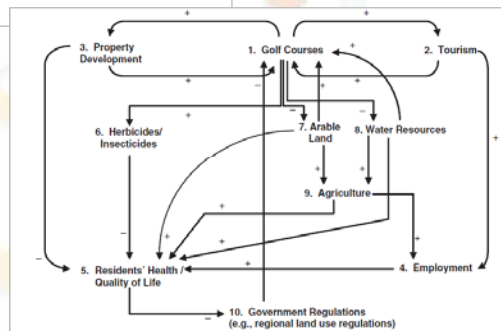 3. Property
Development
1. Golf Courses
2. Tourism
6. Herbicides/
Insecticides
7. Arable
Land
8. Water Resources
9. Agriculture
5. Residents' Health /
Quality of Life
4. Employment
10. Government Regulations
(e.g., regional land use regulations)